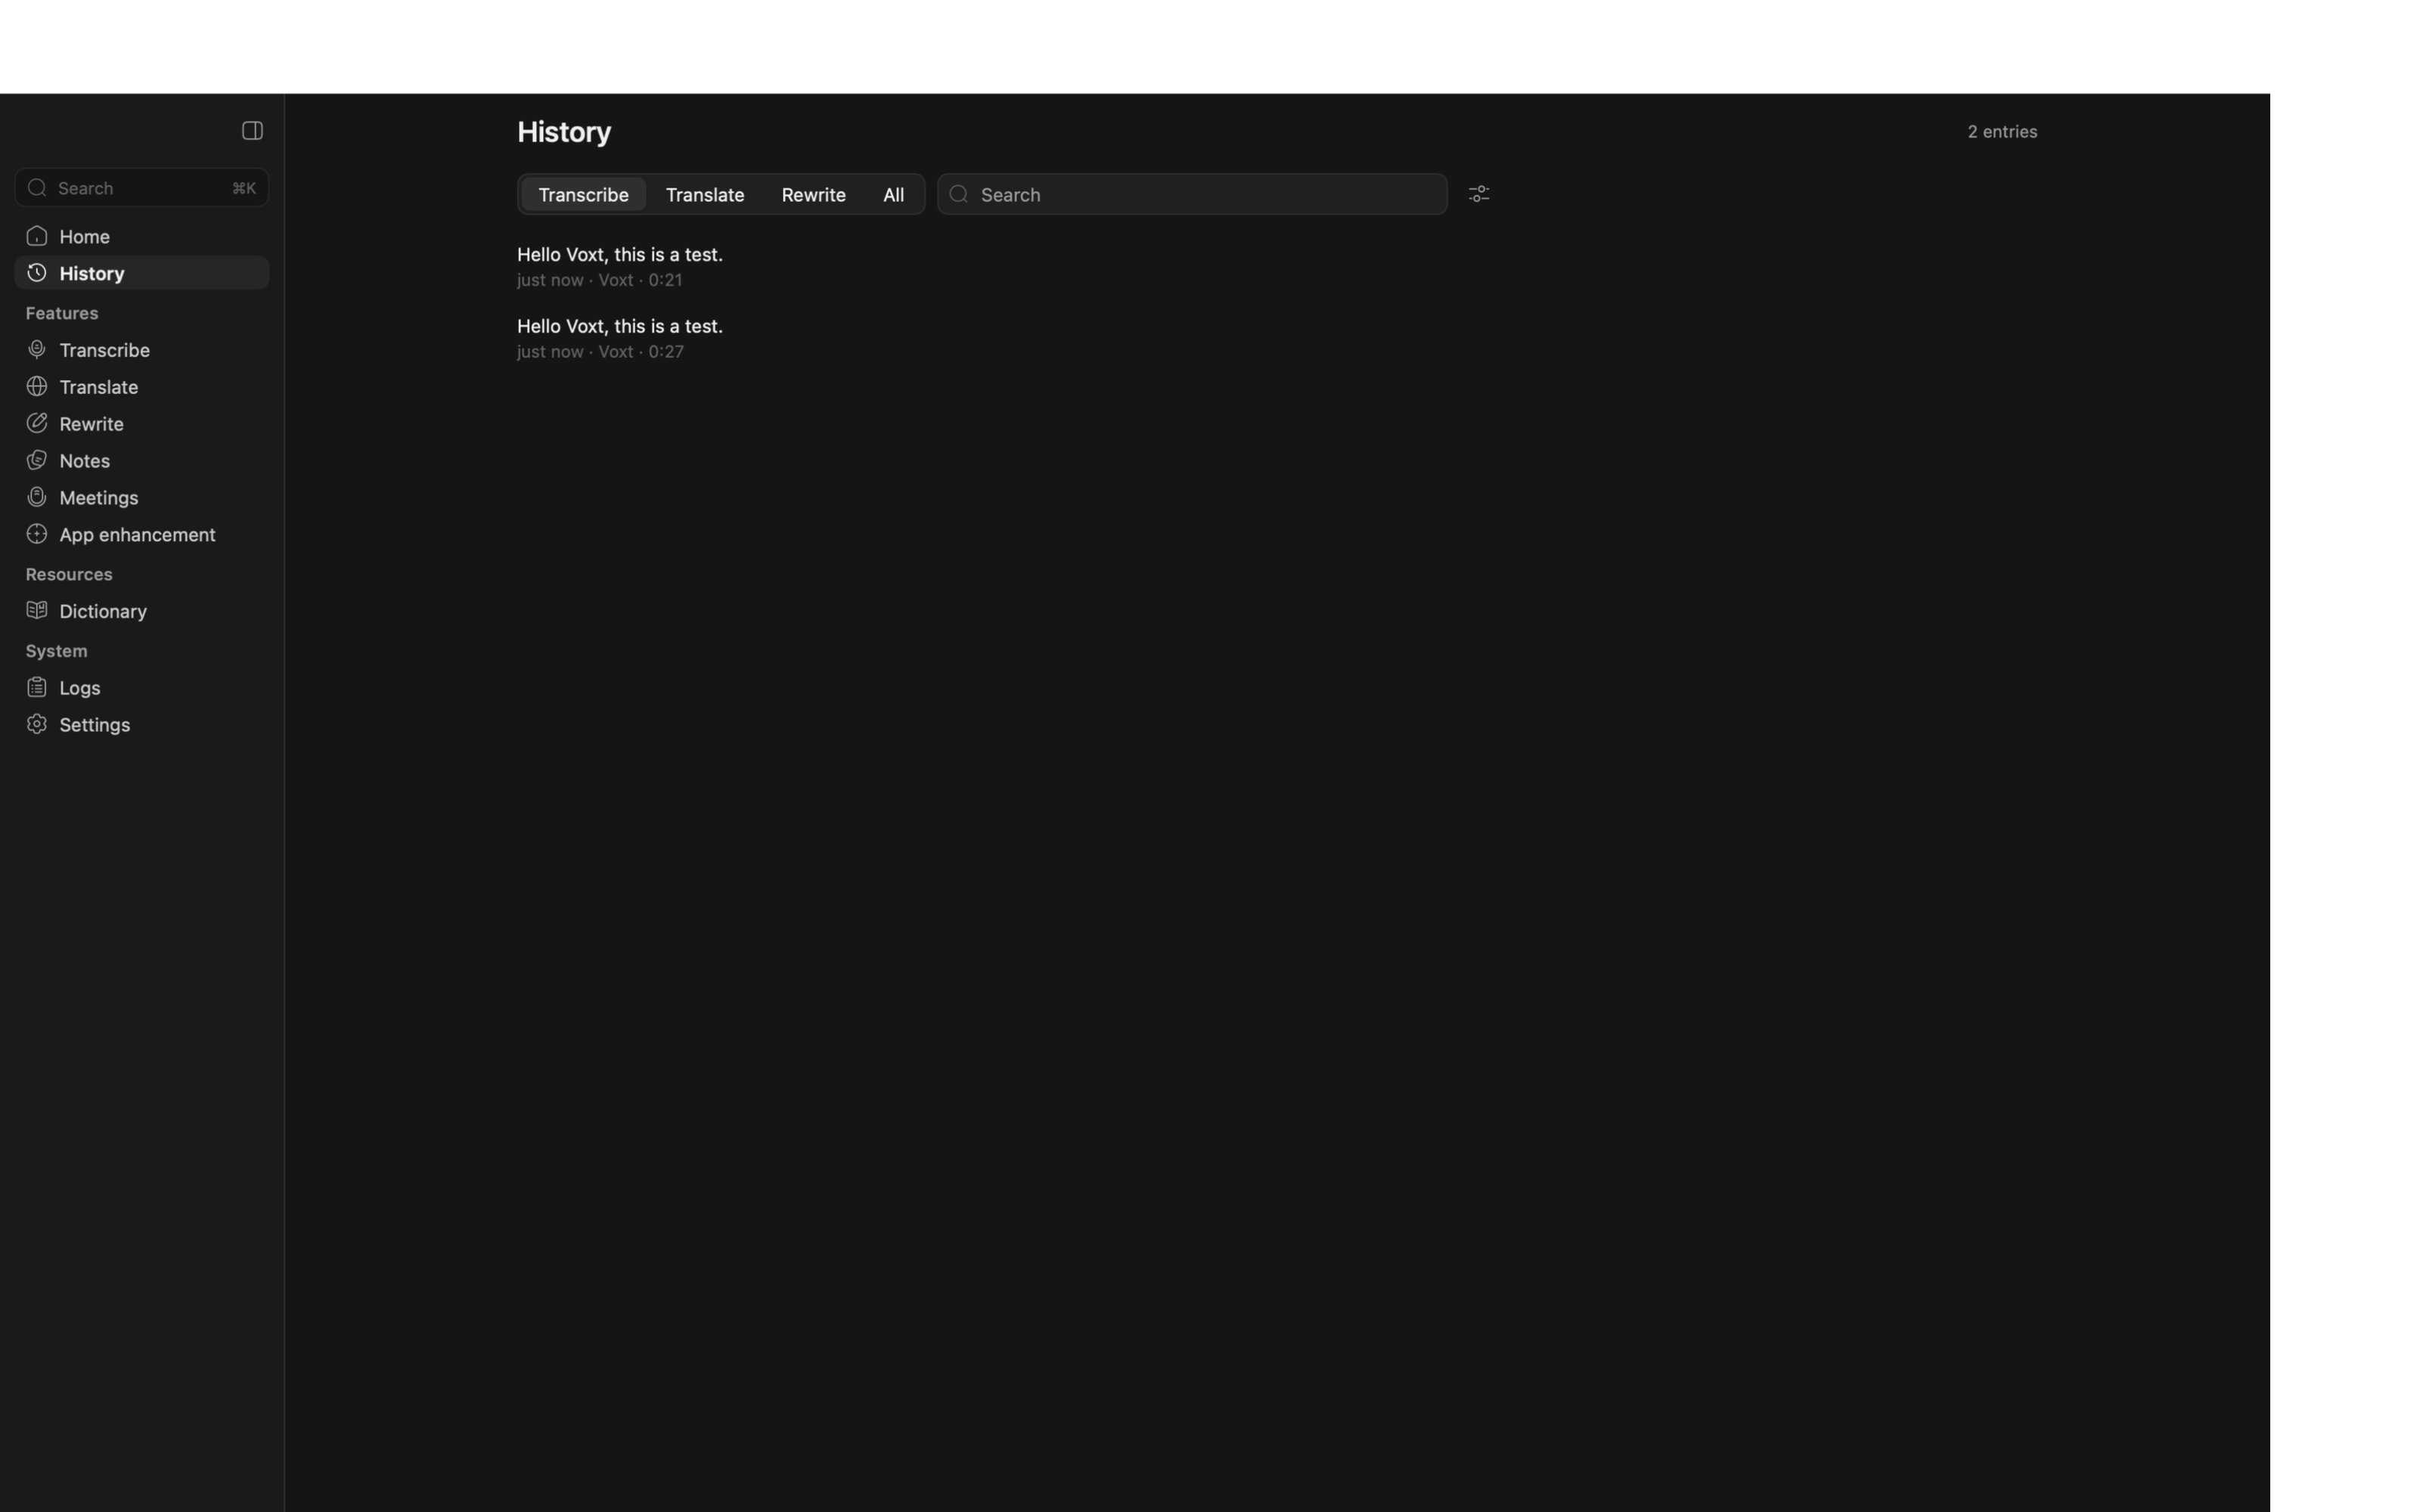 Search ⌘K
Home
History
Features
Transcribe
Translate
Rewrite
Notes
Meetings
App enhancement
Resources
Dictionary
System
Logs
Settings
History
2 entries
Transcribe Translate Rewrite All Search
Hello Voxt, this is a test.
just now · Voxt · 0:21
Hello Voxt, this is a test.
just now · Voxt · 0:27